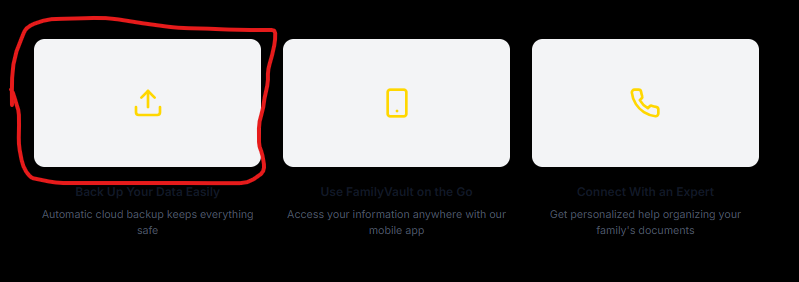 Back Up Your Data Easily
Automatic cloud backup keeps everything
safe
Use FamilyVault on the Go
Access your information anywhere with our
mobile app
Connect With an Expert
Get personalized help organizing your
family's documents